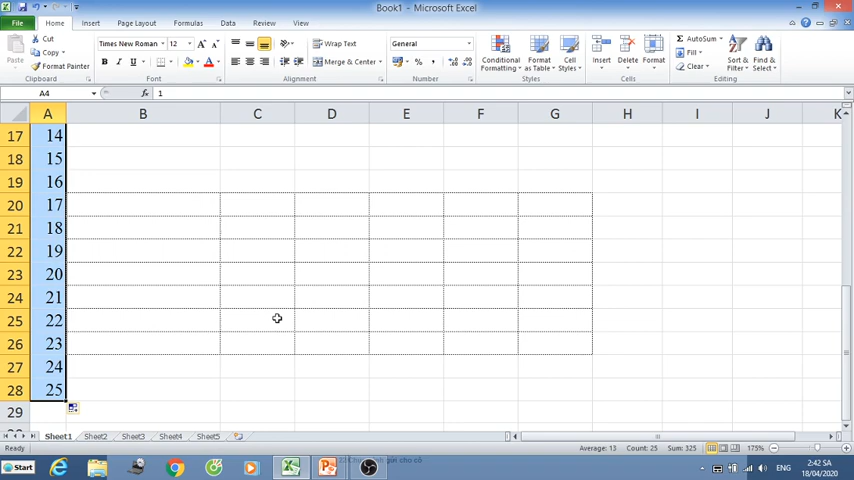 Book1 - Microsoft Excel
File Home Insert Page Layout Formulas Data Review View
Cut
Copy
Format Painter
Paste
Clipboard
Times New Roman 12
B I U
Font
Wrap Text
Merge & Center
Alignment
General
$ % ,
Number
Conditional Formatting
Format as Table
Cell Styles
Styles
Insert Delete Format
Cells
AutoSum
Fill
Clear
Sort & Filter
Find & Select
Editing
A4 fx 1
A B C D E F G H I J K
17 14
18 15
19 16
20 17
21 18
22 19
23 20
24 21
25 22
26 23
27 24
28 25
29
Sheet1 Sheet2 Sheet3 Sheet4 Sheet5
Ready Average: 13 Count: 25 Sum: 325 175%
Start ENG 2:42 SA
18/04/2020